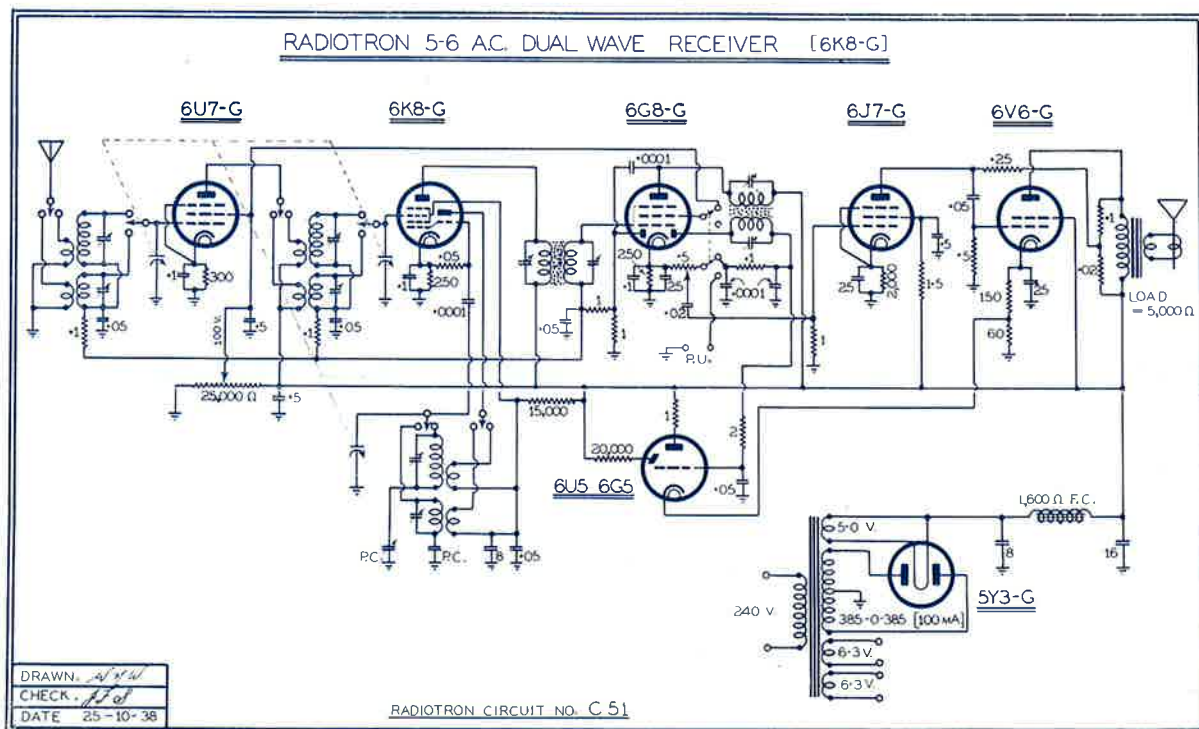 RADIOTRON 5-6 A.C. DUAL WAVE RECEIVER [6K8-G]
6U7-G 6K8-G 6G8-G 6J7-G 6V6-G
+0001
+25
+05
+1
+1
300
+1
250
+05
+0001
250
+1
25
+5
+1
+0001
+02
25
2,000
+5
1+5
+5
150
25
60
+02
LOAD
= 5,000 Ω
+1
+05
100 V.
+5
+1
+05
+05
1
1
P.U.
1
25,000 Ω
+5
15,000
1
2
20,000
6U5 6G5
+05
1,600 Ω F.C.
5·0 V.
8
16
P.C.
P.C.
8
+05
240 V.
5Y3-G
385-0-385 [100 MA]
6·3 V.
6·3 V.
DRAWN.
CHECK.
DATE 25-10-38
RADIOTRON CIRCUIT NO. C 51